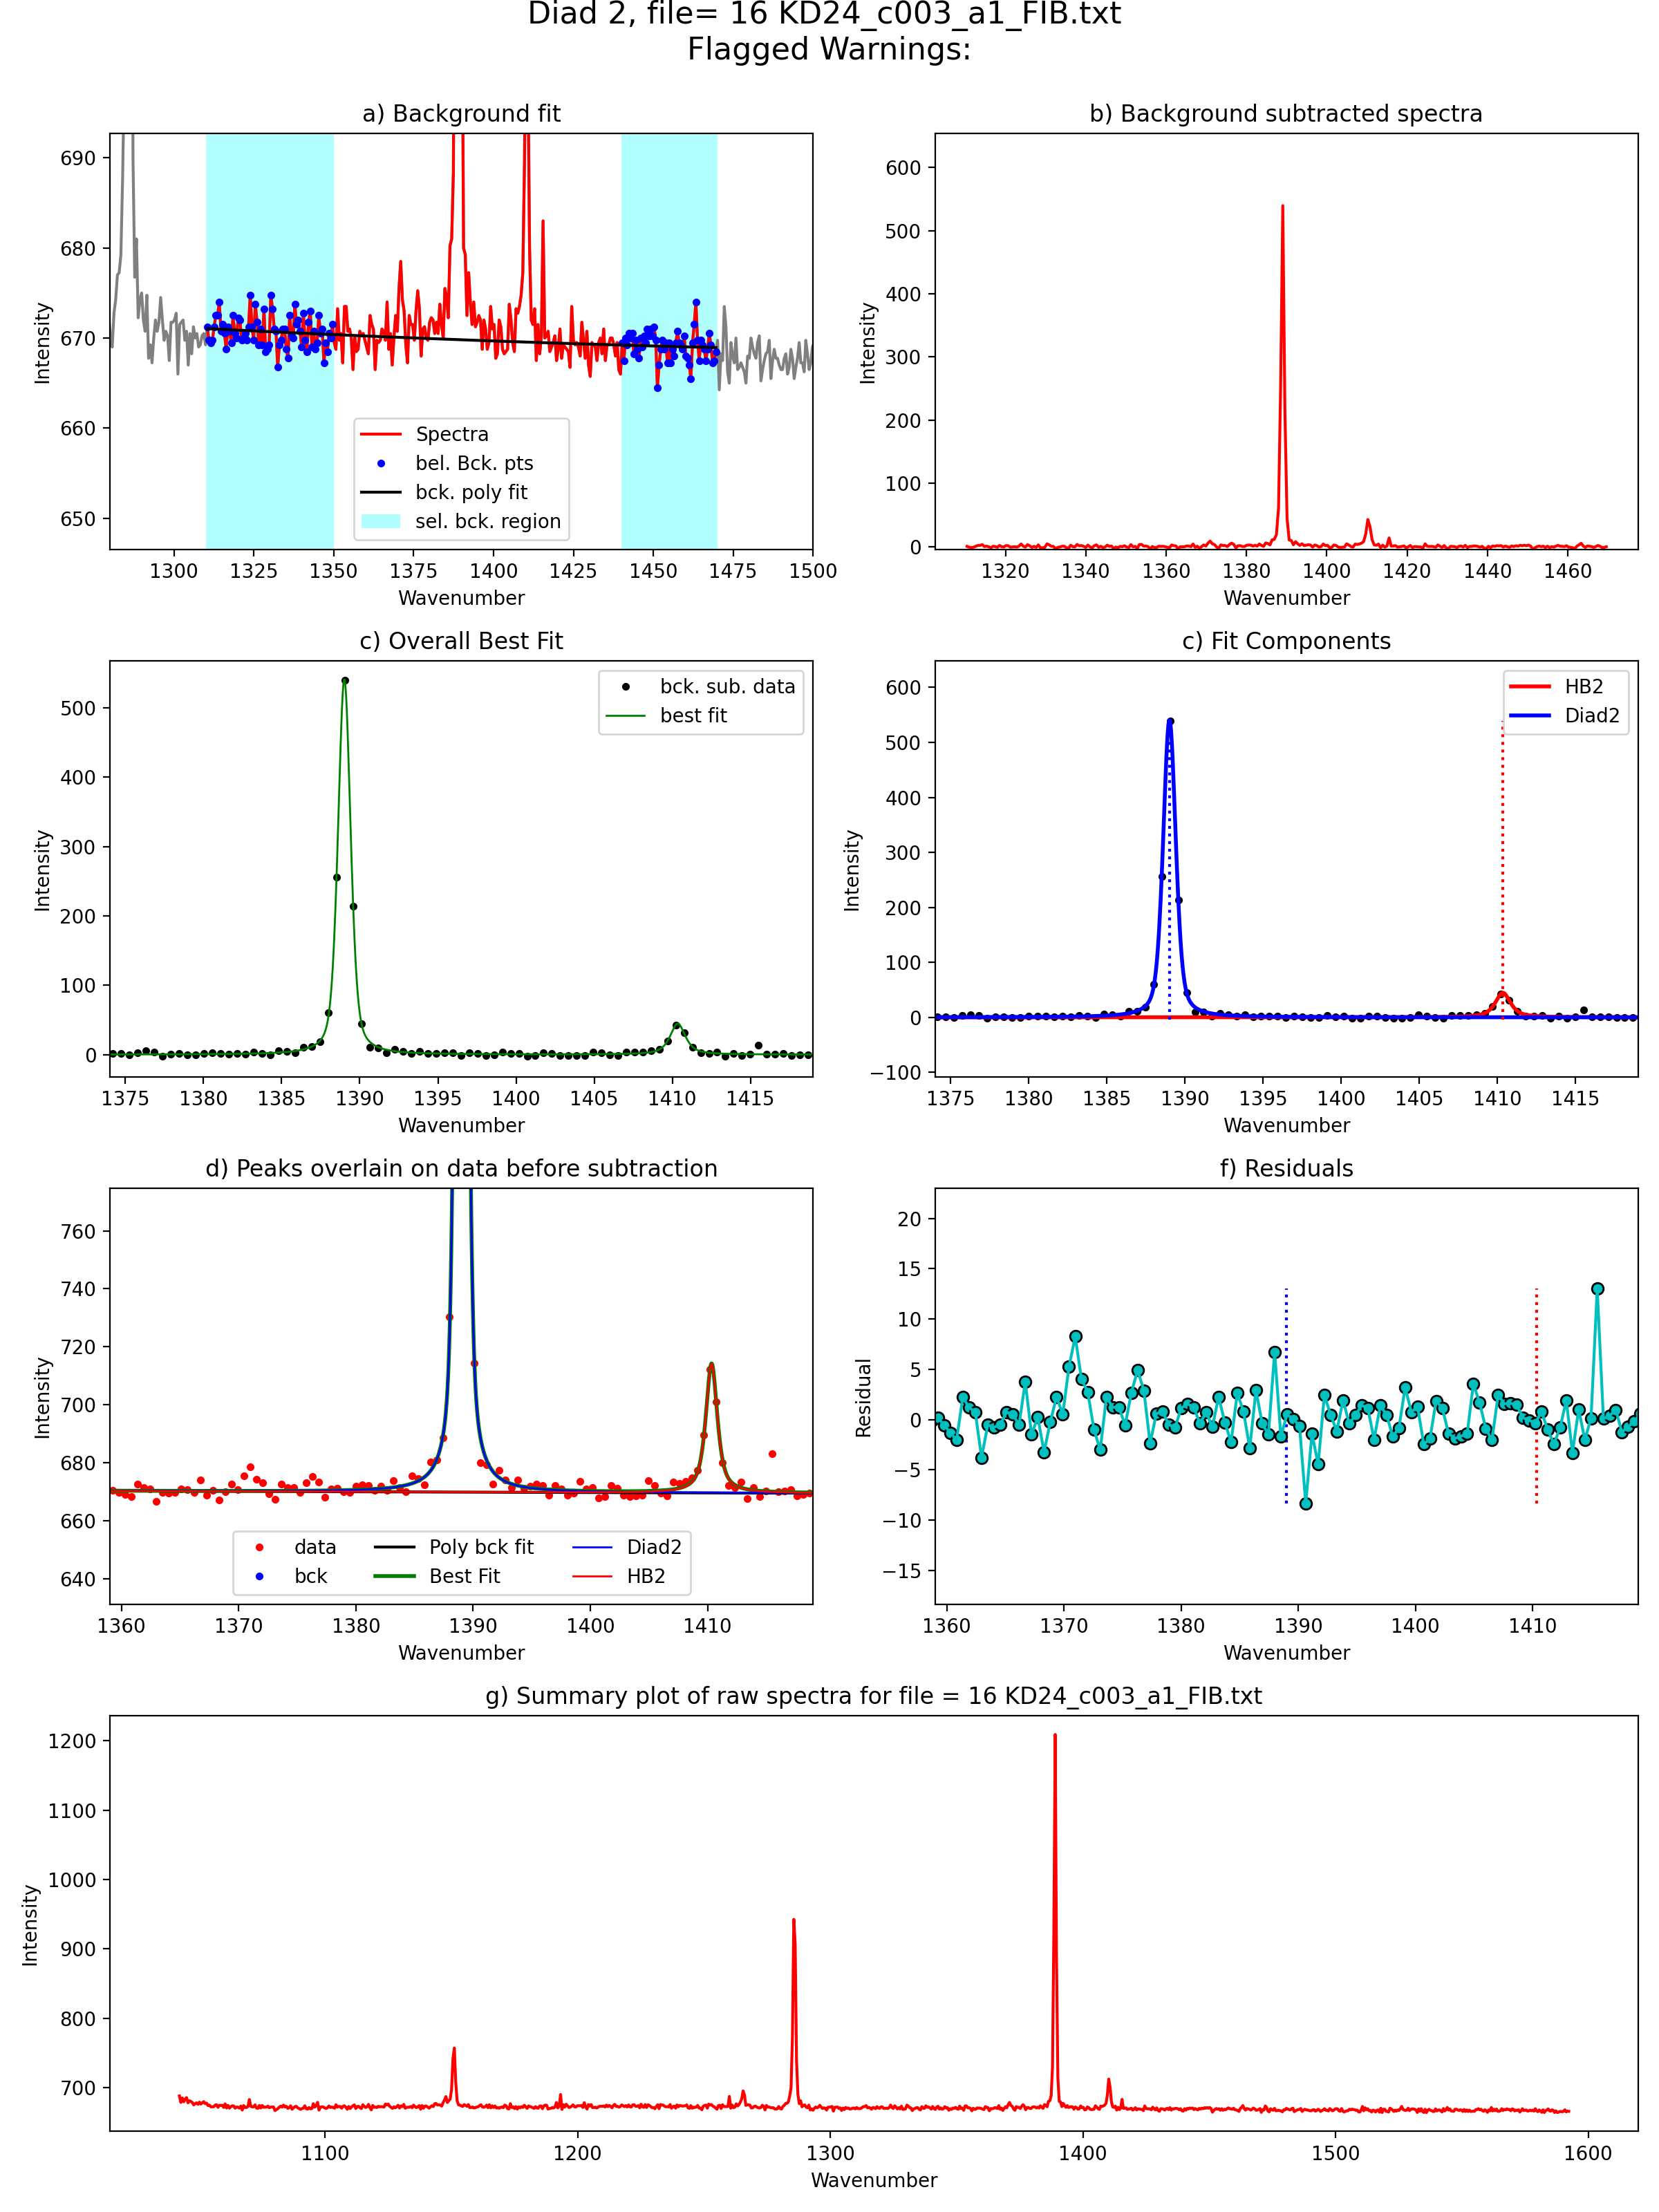 Diad 2, file= 16 KD24_c003_a1_FIB.txt
Flagged Warnings:
a) Background fit
690
680
670
660
650
Intensity
Spectra
bel. Bck. pts
bck. poly fit
sel. bck. region
1300 1325 1350 1375 1400 1425 1450 1475 1500
Wavenumber
b) Background subtracted spectra
600
500
400
300
200
100
0
Intensity
1320 1340 1360 1380 1400 1420 1440 1460
Wavenumber
c) Overall Best Fit
500
400
300
200
100
0
Intensity
bck. sub. data
best fit
1375 1380 1385 1390 1395 1400 1405 1410 1415
Wavenumber
c) Fit Components
600
500
400
300
200
100
0
−100
Intensity
HB2
Diad2
1375 1380 1385 1390 1395 1400 1405 1410 1415
Wavenumber
d) Peaks overlain on data before subtraction
760
740
720
700
680
660
640
Intensity
data
bck
Poly bck fit
Best Fit
Diad2
HB2
1360 1370 1380 1390 1400 1410
Wavenumber
f) Residuals
20
15
10
5
0
−5
−10
−15
Residual
1360 1370 1380 1390 1400 1410
Wavenumber
g) Summary plot of raw spectra for file = 16 KD24_c003_a1_FIB.txt
1200
1100
1000
900
800
700
Intensity
1100 1200 1300 1400 1500 1600
Wavenumber